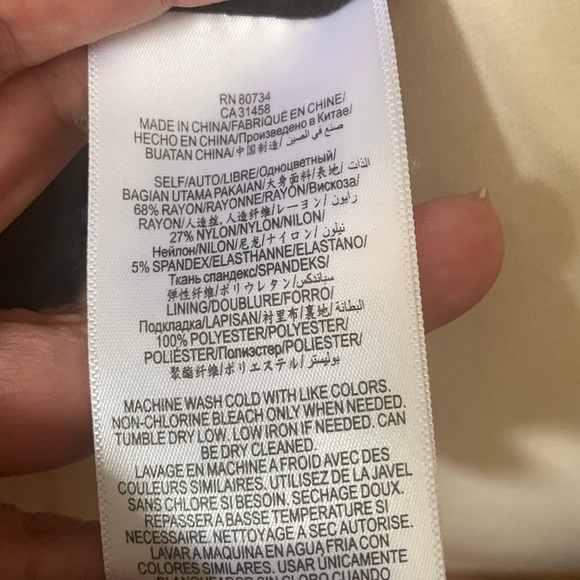 RN 80734
CA 31458
MADE IN CHINA/FABRIQUÉ EN CHINE/
HECHO EN CHINA/Произведено в Китае/
BUATAN CHINA/中国制造/ صنع في الصين/
SELF/AUTO/LIBRE/Одноцветный/
BAGIAN UTAMA PAKAIAN/大身面料/表地/ الذات
68% RAYON/RAYONNE/RAYÓN/Вискоза/
RAYON/人造丝, 人造纤维/レーヨン/ رايون/
27% NYLON/NYLON/NILON/
Нейлон/NILON/尼龙/ナイロン/ نيلون/
5% SPANDEX/ELASTHANNE/ELASTANO/
Ткань спандекс/SPANDEKS/
弹性纤维/ポリウレタン/ سباندكس/
LINING/DOUBLURE/FORRO/
Подкладка/LAPISAN/衬里布/裏地/ البطانة/
100% POLYESTER/POLYESTER/
POLIÉSTER/Полиэстер/POLIESTER/
聚酯纤维/ポリエステル/ بوليستر/
MACHINE WASH COLD WITH LIKE COLORS.
NON-CHLORINE BLEACH ONLY WHEN NEEDED.
TUMBLE DRY LOW. LOW IRON IF NEEDED. CAN
BE DRY CLEANED
LAVAGE EN MACHINE A FROID AVEC DES
COULEURS SIMILAIRES. UTILISEZ DE LA JAVEL
SANS CHLORE SI BESOIN. SECHAGE DOUX.
REPASSER A BASSE TEMPERATURE SI
NECESSAIRE. NETTOYAGE A SEC AUTORISE.
LAVAR A MAQUINA EN AGUA FRIA CON
COLORES SIMILARES. USAR UNICAMENTE
BLANQUEADOR SIN CLORO CUANDO